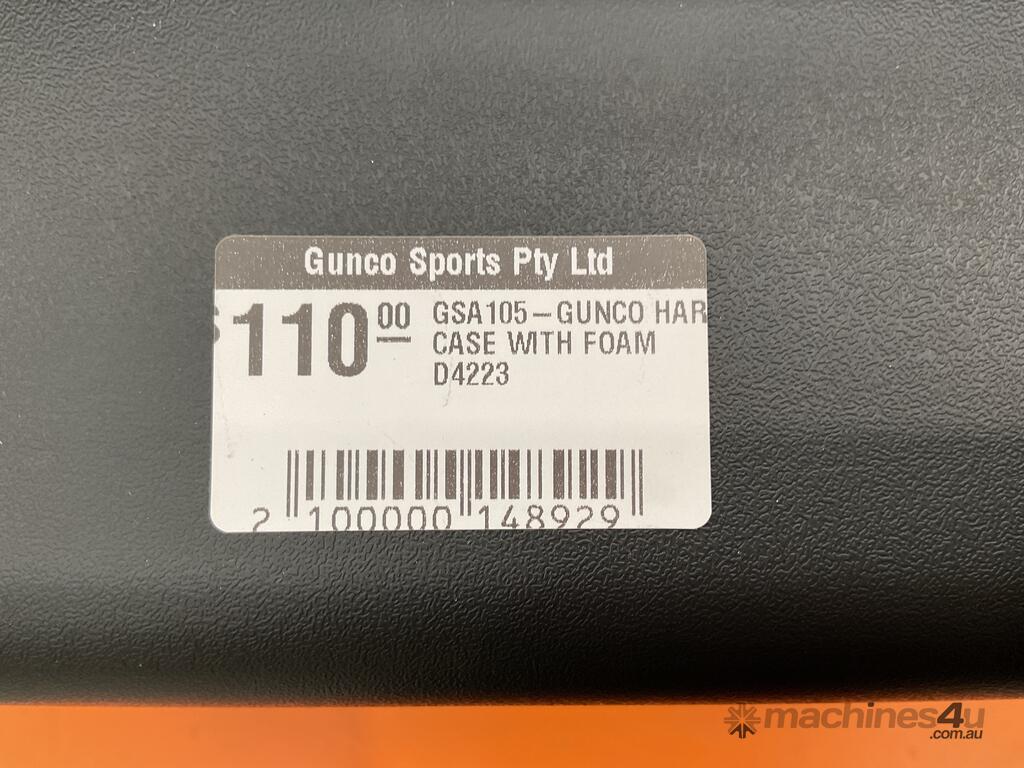 Gunco Sports Pty Ltd
$110.00 GSA105-GUNCO HAR
CASE WITH FOAM
D4223
2 100000 148929
machines4u
.com.au